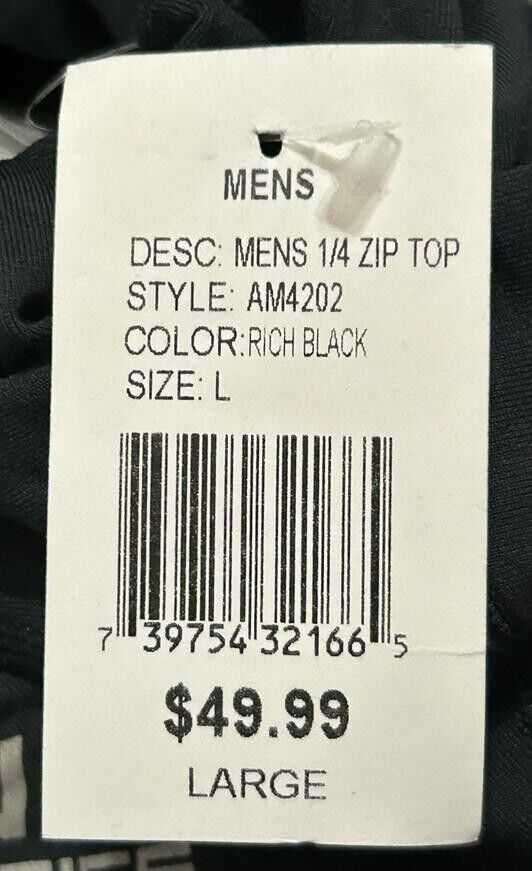 MENS
DESC: MENS 1/4 ZIP TOP
STYLE: AM4202
COLOR:RICH BLACK
SIZE: L
7 39754 32166 5
$49.99
LARGE